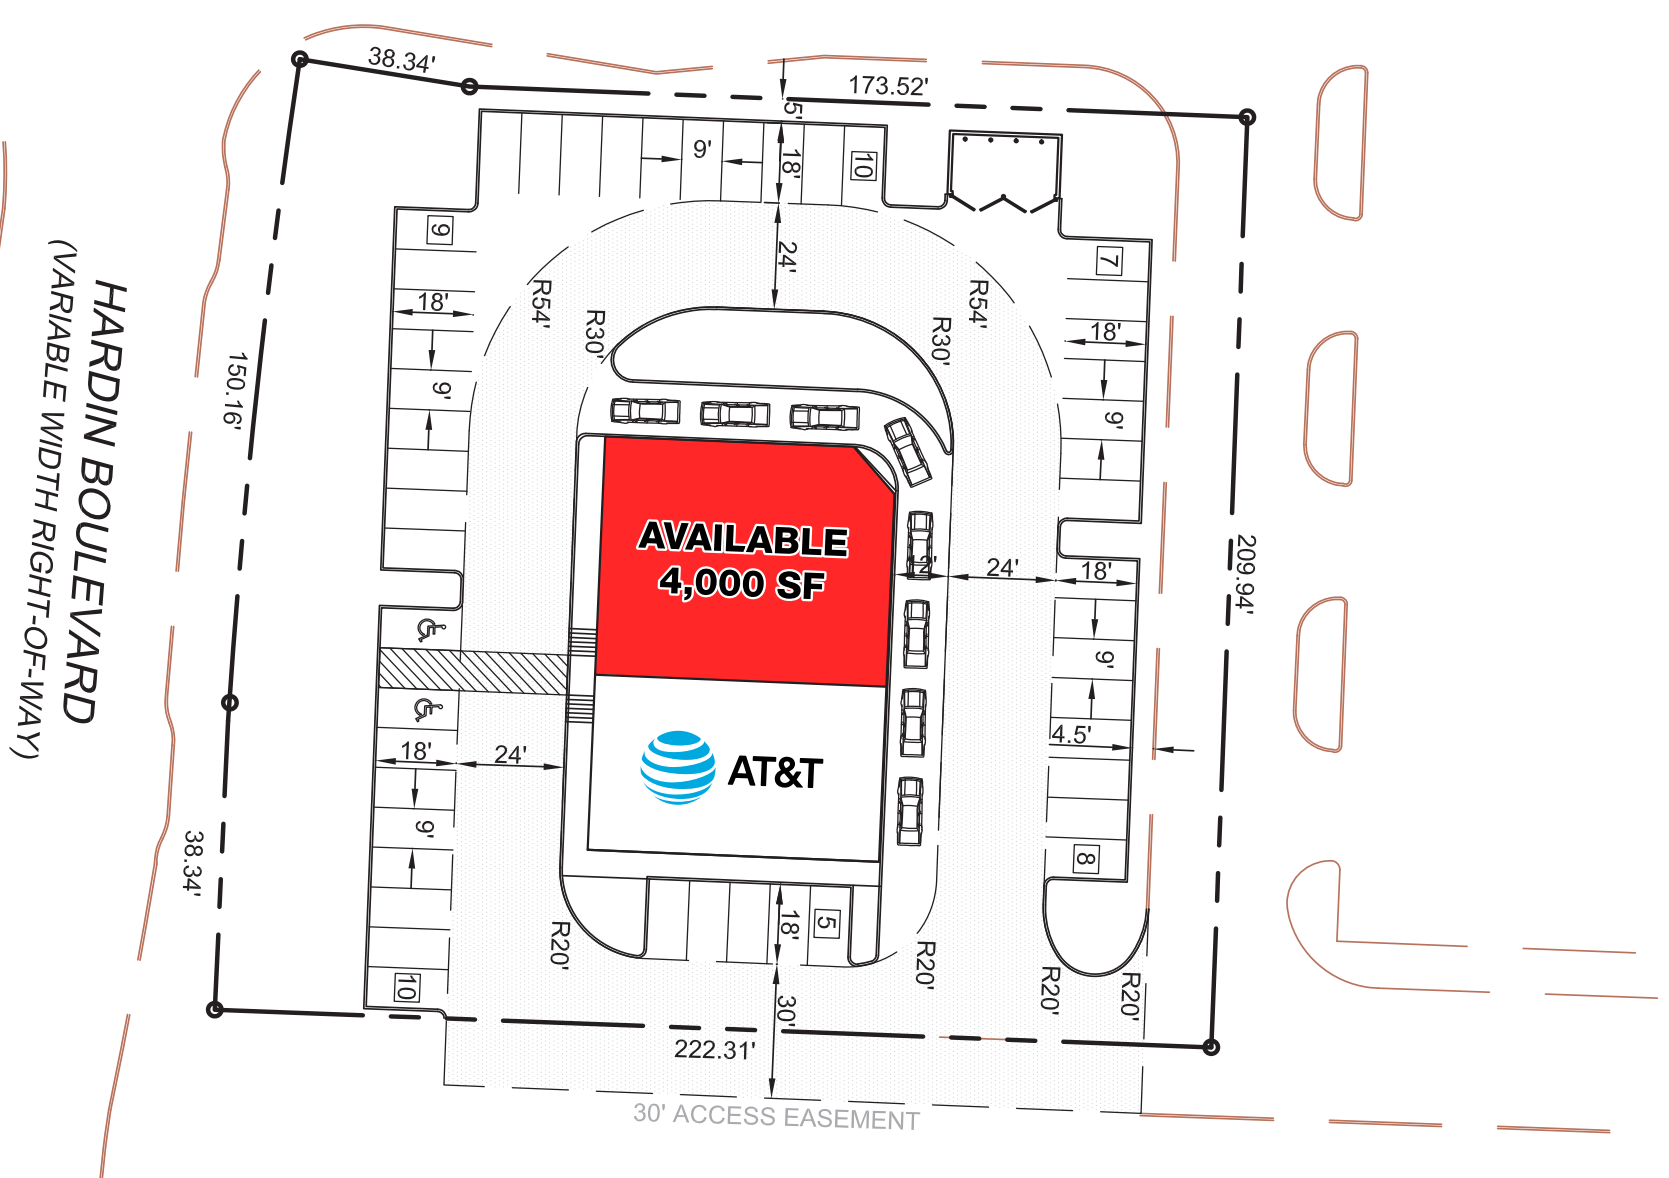 38.34'
173.52'
5'
9'
18'
10
9
24'
7
R54'
R54'
18'
R30'
R30'
18'
9'
9'
150.16'
HARDIN BOULEVARD
(VARIABLE WIDTH RIGHT-OF-WAY)
AVAILABLE
4,000 SF
12'
24'
18'
209.94'
9'
18'
24'
4.5'
AT&T
9'
8
38.34'
5
18'
R20'
R20'
R20'
R20'
10
30'
222.31'
30' ACCESS EASEMENT